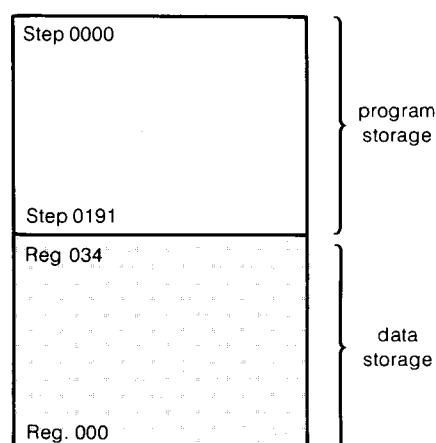 Step 0000
program
storage
Step 0191
Reg 034
data
storage
Reg. 000